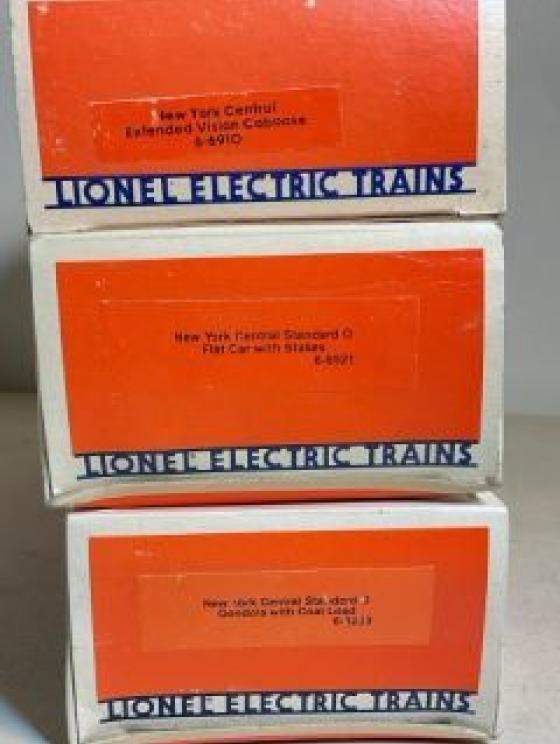 New York Central
Extended Vision Caboose
6-6910
LIONEL ELECTRIC TRAINS
New York Central Standard O
Flat Car with Stakes
6-6521
LIONEL ELECTRIC TRAINS
New York Central Standard O
Gondola with Coal Load
LIONEL ELECTRIC TRAINS